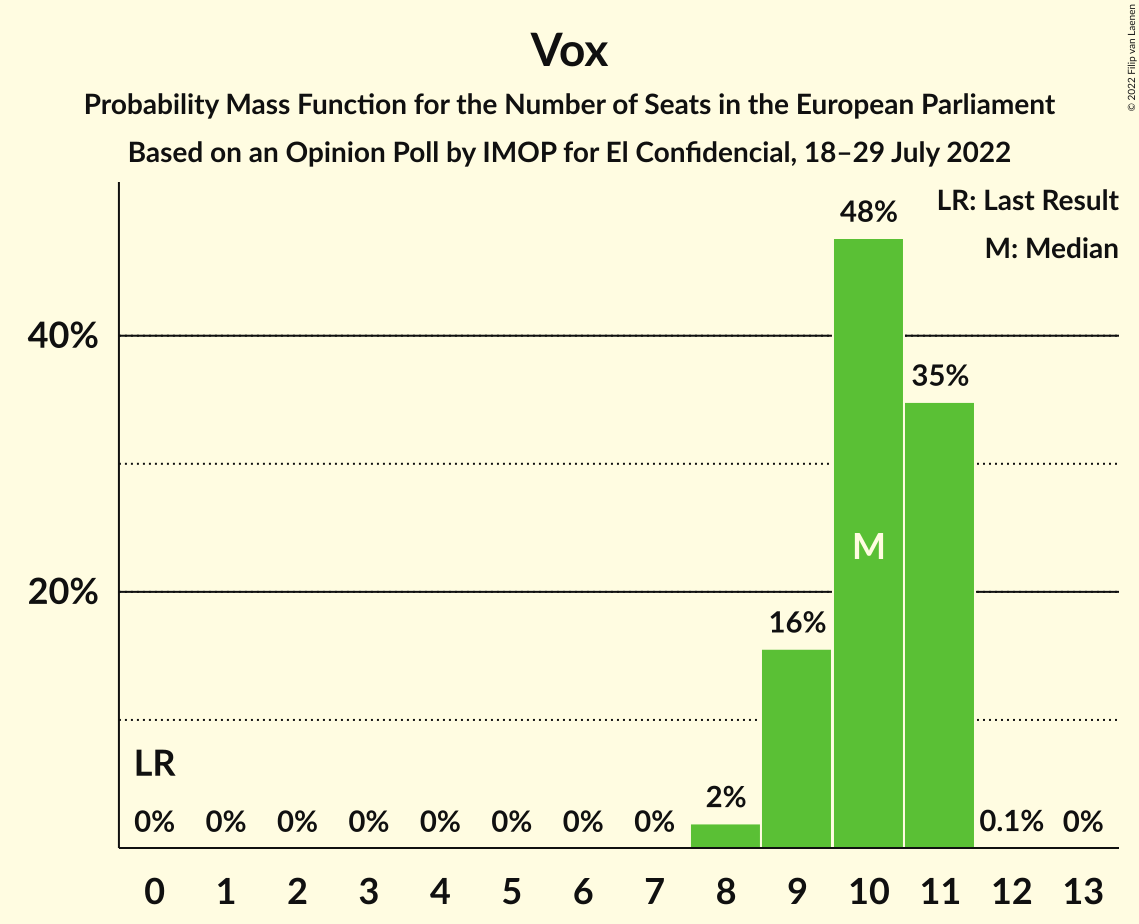 Vox
Probability Mass Function for the Number of Seats in the European Parliament
Based on an Opinion Poll by IMOP for El Confidencial, 18–29 July 2022
© 2022 Filip van Laenen
LR: Last Result
M: Median
48%
40%
35%
M
20%
16%
LR
2%
0% 0% 0% 0% 0% 0% 0% 0% 0.1% 0%
0 1 2 3 4 5 6 7 8 9 10 11 12 13